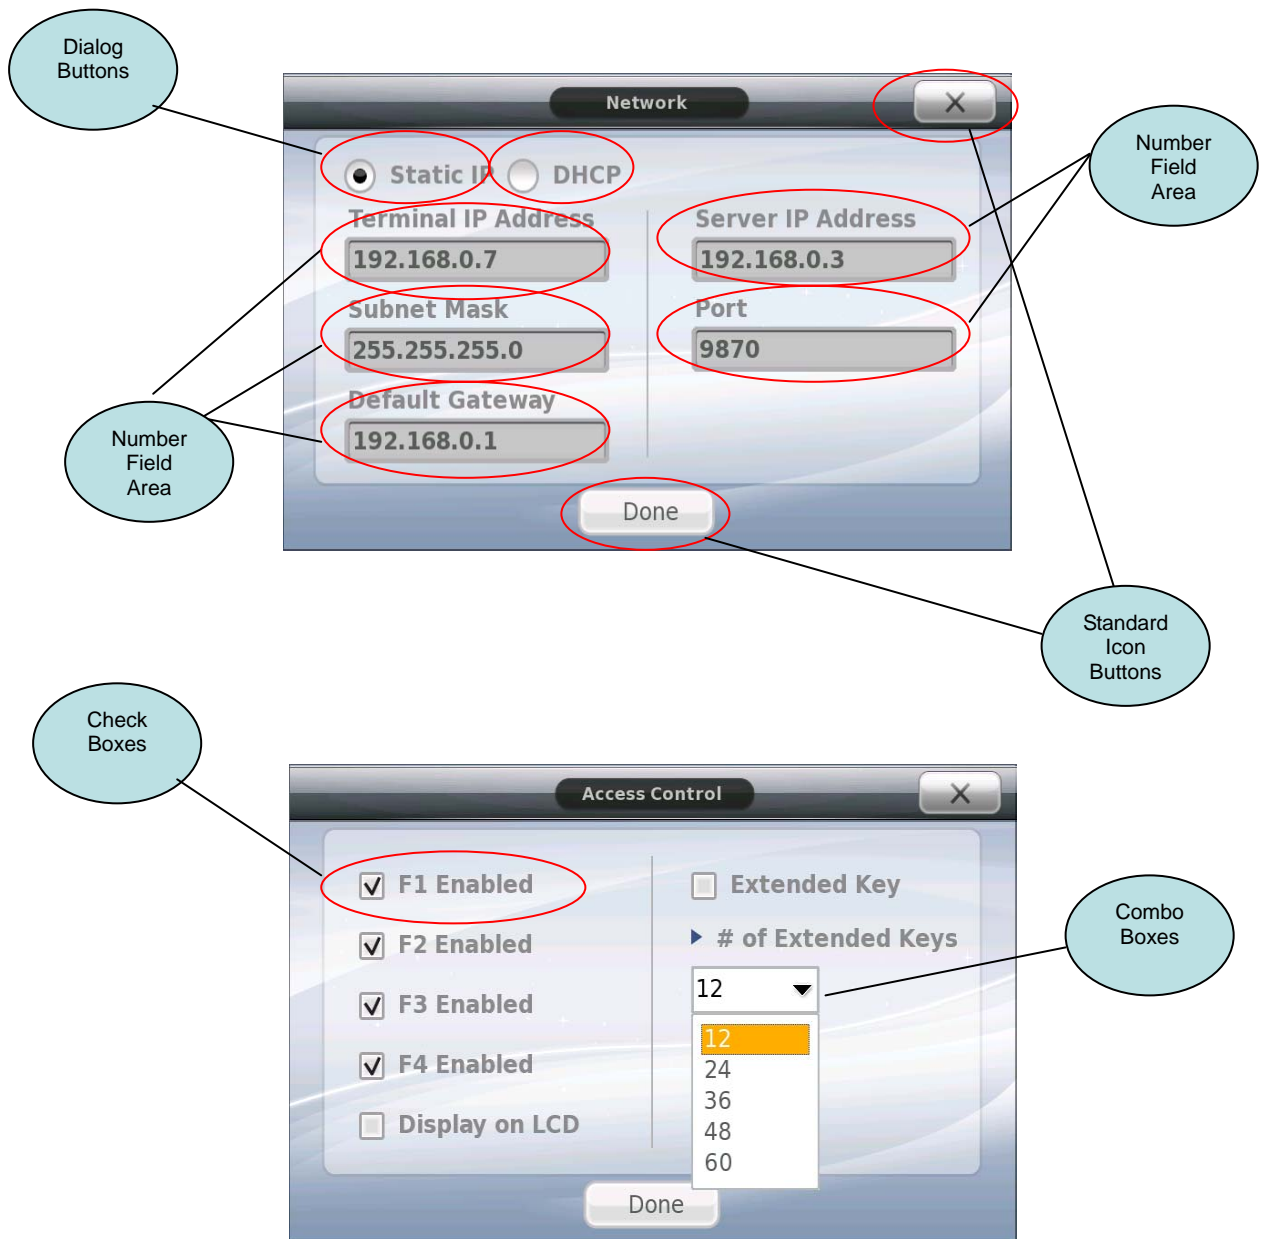 Dialog
Buttons
Network
Number
Field
Area
Static IP
DHCP
Terminal IP Address
Server IP Address
192.168.0.7
192.168.0.3
Subnet Mask
Port
255.255.255.0
9870
Default Gateway
192.168.0.1
Number
Field
Area
Done
Standard
Icon
Buttons
Check
Boxes
Access Control
F1 Enabled
Extended Key
Combo
Boxes
F2 Enabled
# of Extended Keys
12
F3 Enabled
12
F4 Enabled
24
36
Display on LCD
48
60
Done